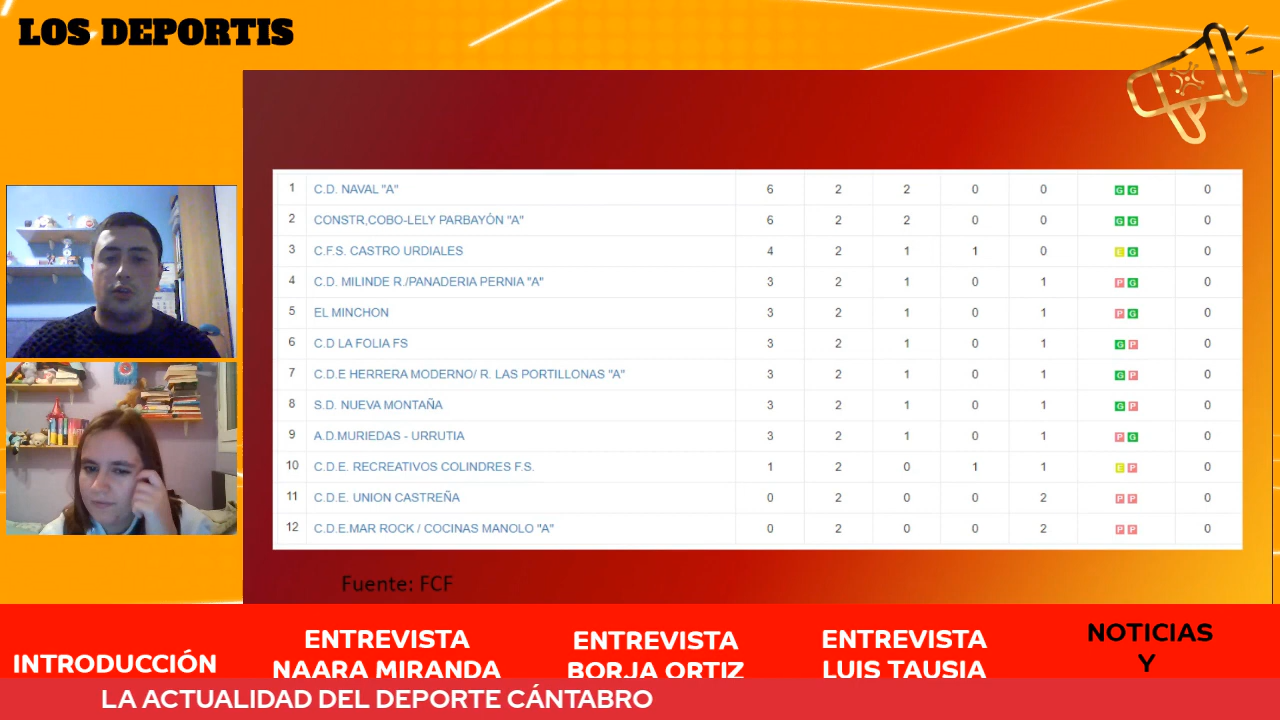 LOS DEPORTIS
1 C.D. NAVAL "A" 6 2 2 0 0 G G 0
2 CONSTR,COBO-LELY PARBAYÓN "A" 6 2 2 0 0 G G 0
3 C.F.S. CASTRO URDIALES 4 2 1 1 0 E G 0
4 C.D. MILINDE R./PANADERIA PERNIA "A" 3 2 1 0 1 P G 0
5 EL MINCHON 3 2 1 0 1 P G 0
6 C.D LA FOLIA FS 3 2 1 0 1 G P 0
7 C.D.E HERRERA MODERNO/ R. LAS PORTILLONAS "A" 3 2 1 0 1 G P 0
8 S.D. NUEVA MONTAÑA 3 2 1 0 1 G P 0
9 A.D.MURIEDAS - URRUTIA 3 2 1 0 1 P G 0
10 C.D.E. RECREATIVOS COLINDRES F.S. 1 2 0 1 1 E P 0
11 C.D.E. UNION CASTREÑA 0 2 0 0 2 P P 0
12 C.D.E.MAR ROCK / COCINAS MANOLO "A" 0 2 0 0 2 P P 0
Fuente: FCF
INTRODUCCIÓN
ENTREVISTA
NAARA MIRANDA
ENTREVISTA
BORJA ORTIZ
ENTREVISTA
LUIS TAUSIA
NOTICIAS
Y
LA ACTUALIDAD DEL DEPORTE CÁNTABRO